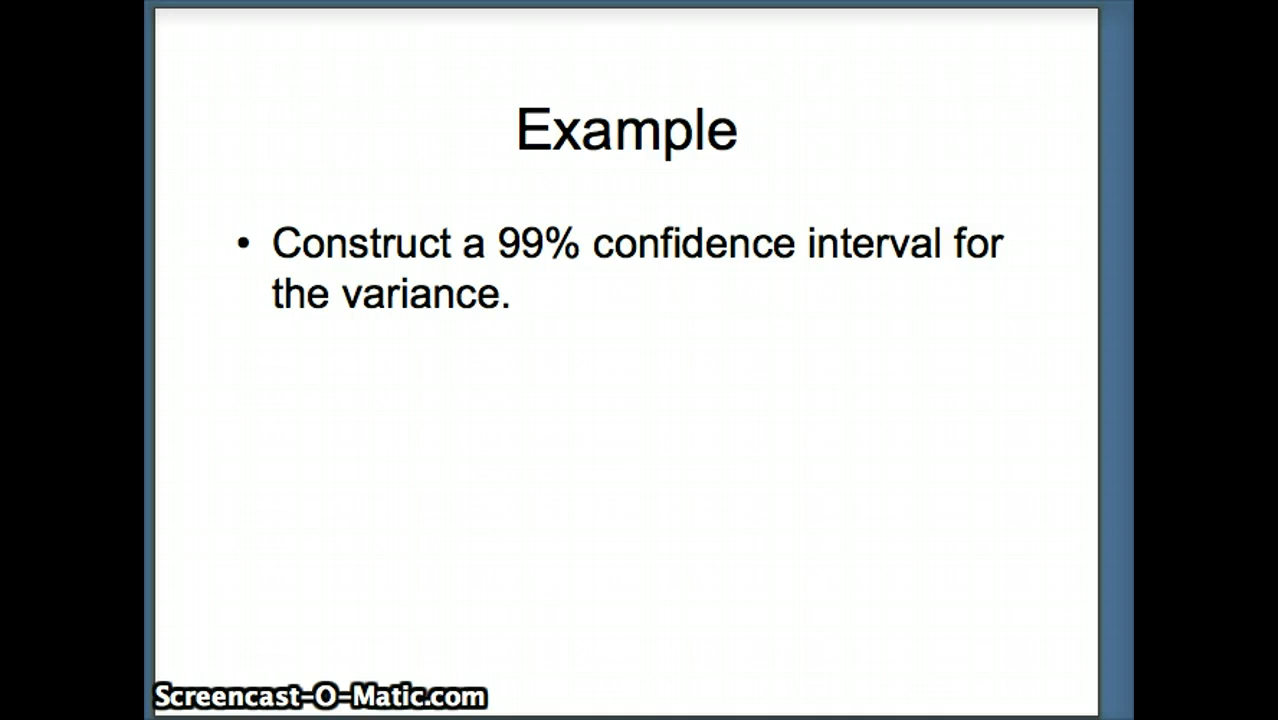 Example
• Construct a 99% confidence interval for
the variance.
Screencast-O-Matic.com